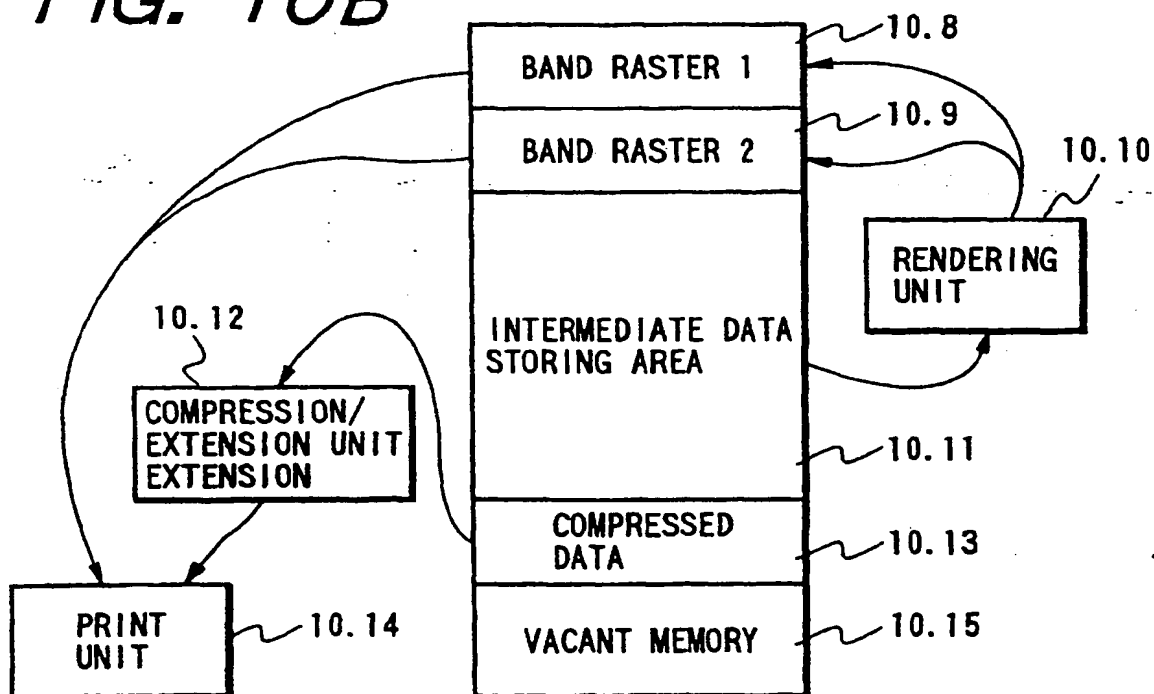 FIG. 10B
10.8
BAND RASTER 1
10.9
BAND RASTER 2
10.10
RENDERING
UNIT
10.12
INTERMEDIATE DATA
STORING AREA
COMPRESSION/
EXTENSION UNIT
EXTENSION
10.11
COMPRESSED
DATA
10.13
PRINT
UNIT
10.14
VACANT MEMORY
10.15